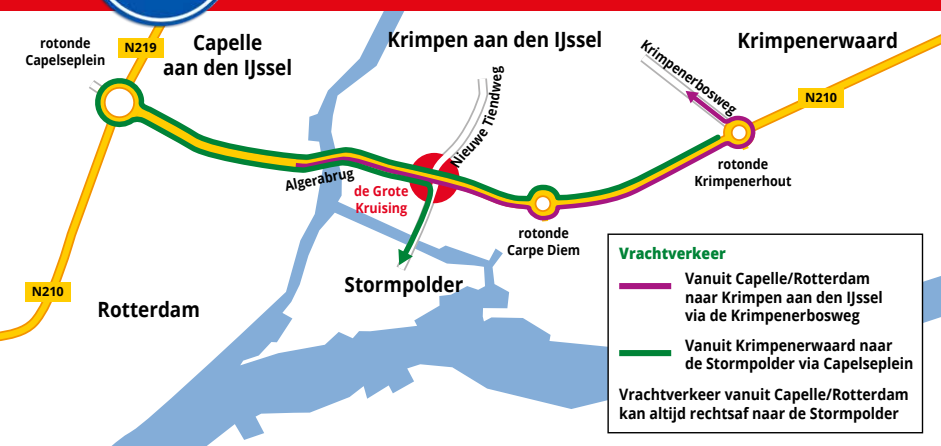 rotonde
Capelseplein
N219
Capelle
aan den IJssel
Krimpen aan den IJssel
Krimpenerwaard
Krimpenerbosweg
N210
Nieuwe Tiendweg
Algerabrug
de Grote
Kruising
rotonde
Krimpenerhout
rotonde
Carpe Diem
Stormpolder
N210
Rotterdam
Vrachtverkeer
Vanuit Capelle/Rotterdam
naar Krimpen aan den IJssel
via de Krimpenerbosweg
Vanuit Krimpenerwaard naar
de Stormpolder via Capelseplein
Vrachtverkeer vanuit Capelle/Rotterdam
kan altijd rechtsaf naar de Stormpolder